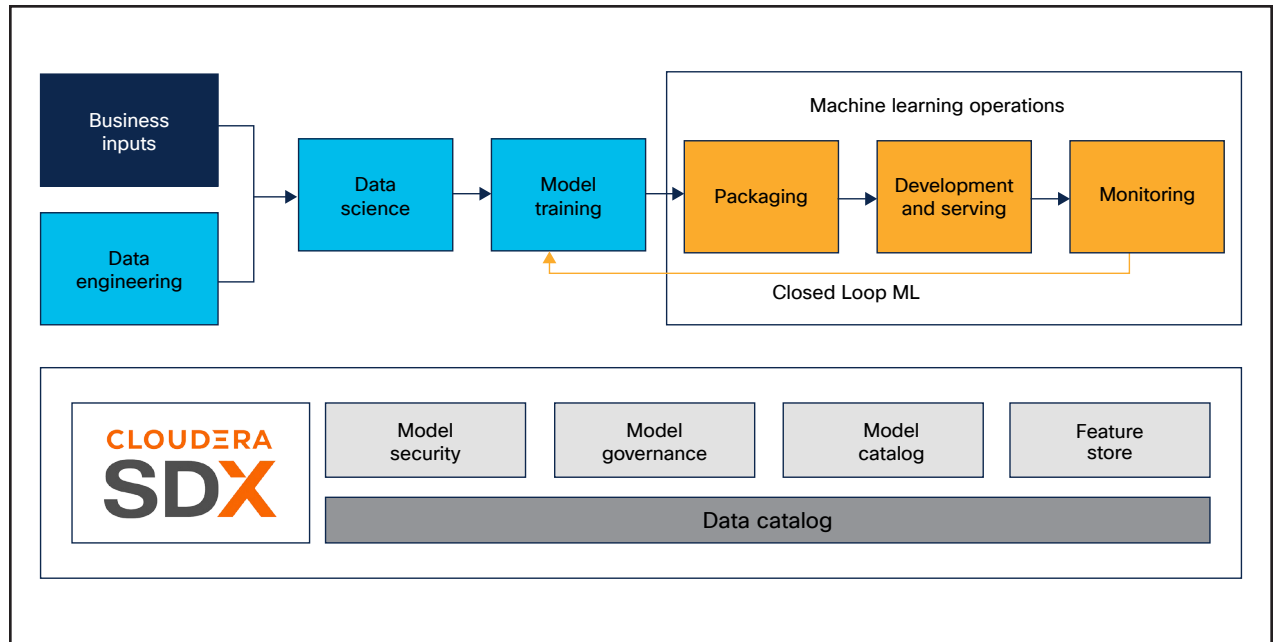 Business
inputs
Data
engineering
Data
science
Model
training
Machine learning operations
Packaging
Development
and serving
Monitoring
Closed Loop ML
CLOUDERA
SDX
Model
security
Model
governance
Model
catalog
Feature
store
Data catalog